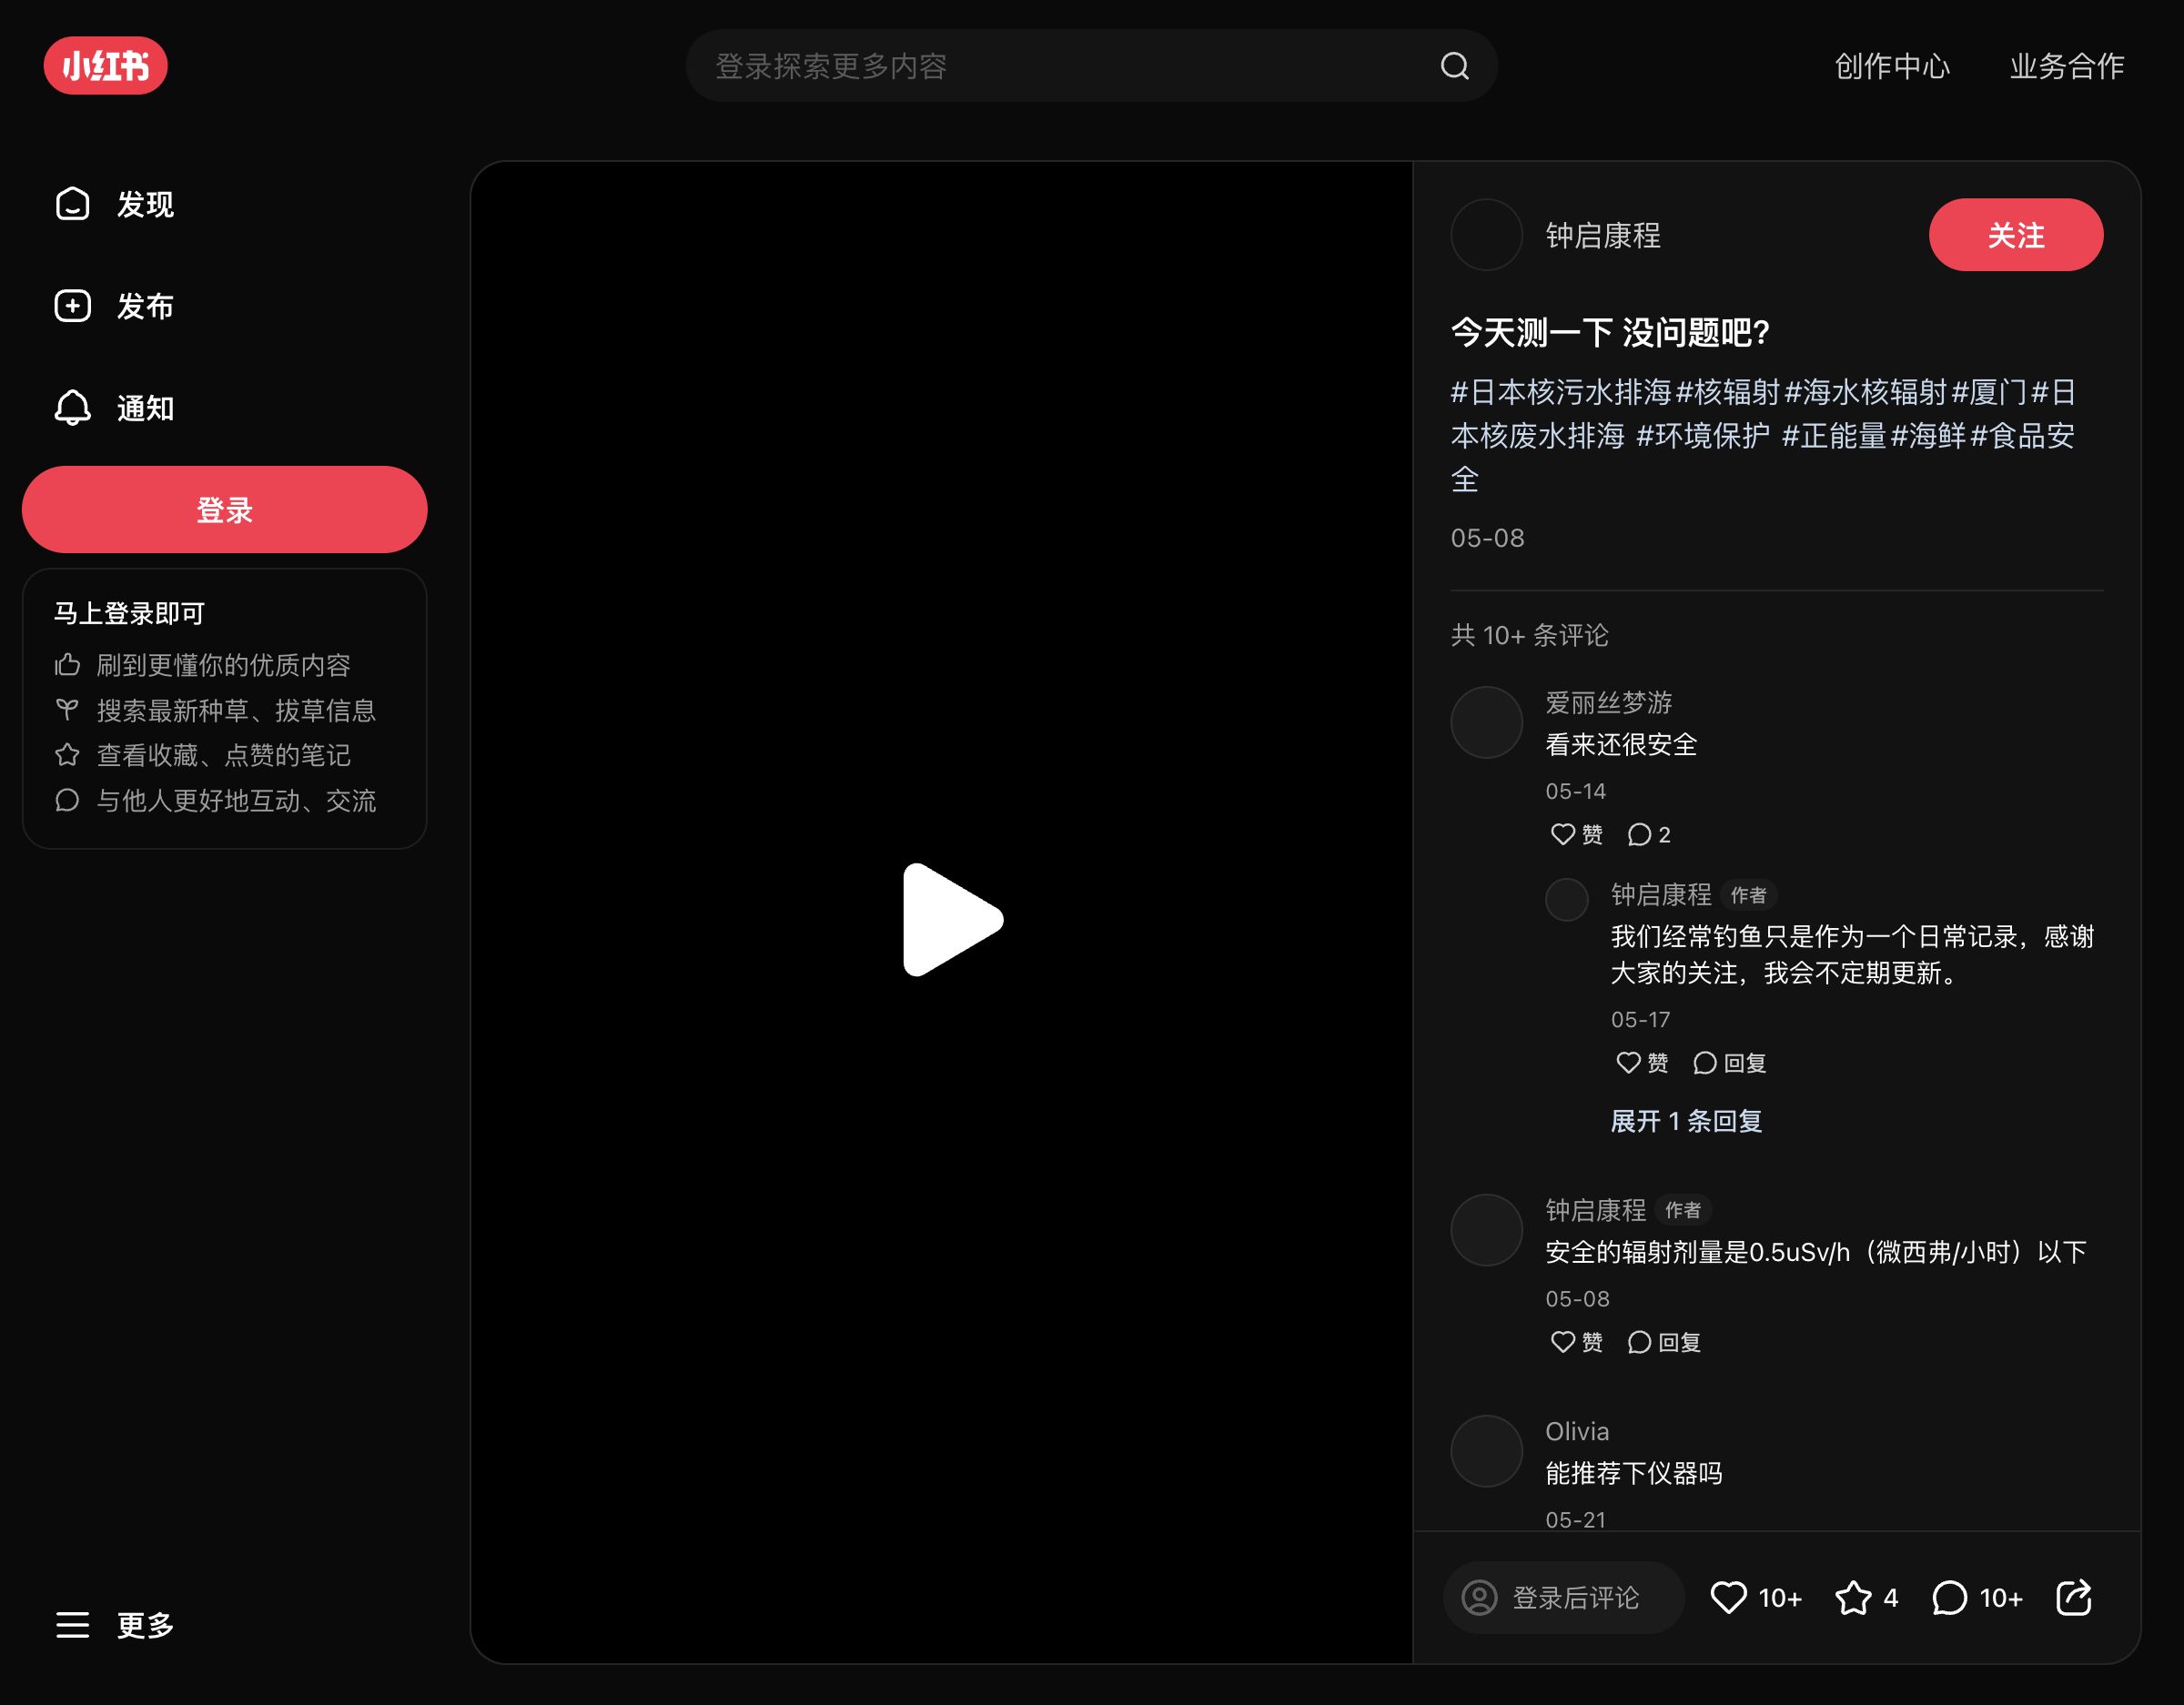 小红书
登录探索更多内容
创作中心
业务合作
发现
发布
通知
登录
马上登录即可
刷到更懂你的优质内容
搜索最新种草、拔草信息
查看收藏、点赞的笔记
与他人更好地互动、交流
更多
钟启康程
关注
今天测一下 没问题吧?
#日本核污水排海#核辐射#海水核辐射#厦门#日
本核废水排海 #环境保护 #正能量#海鲜#食品安
全
05-08
共 10+ 条评论
爱丽丝梦游
看来还很安全
05-14
赞 2
钟启康程 作者
我们经常钓鱼只是作为一个日常记录，感谢
大家的关注，我会不定期更新。
05-17
赞 回复
展开 1 条回复
钟启康程 作者
安全的辐射剂量是0.5uSv/h（微西弗/小时）以下
05-08
赞 回复
Olivia
能推荐下仪器吗
05-21
登录后评论 10+ 4 10+